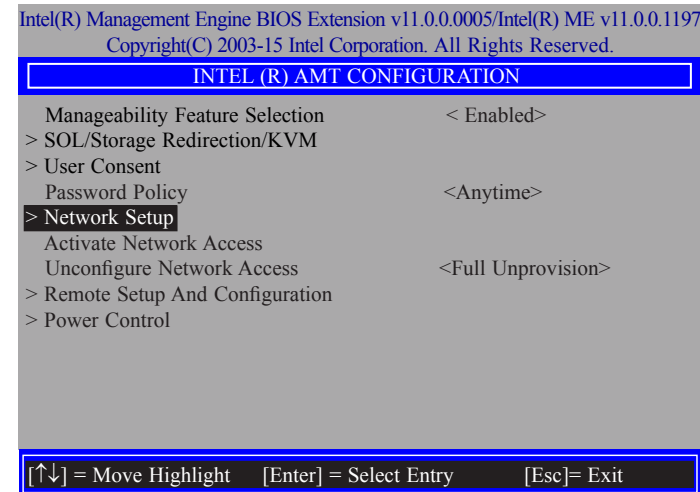 Intel(R) Management Engine BIOS Extension v11.0.0.0005/Intel(R) ME v11.0.0.1197
Copyright(C) 2003-15 Intel Corporation. All Rights Reserved.
INTEL (R) AMT CONFIGURATION
Manageability Feature Selection < Enabled>
> SOL/Storage Redirection/KVM
> User Consent
Password Policy <Anytime>
> Network Setup
Activate Network Access
Unconfigure Network Access <Full Unprovision>
> Remote Setup And Configuration
> Power Control
[↑↓] = Move Highlight [Enter] = Select Entry [Esc]= Exit